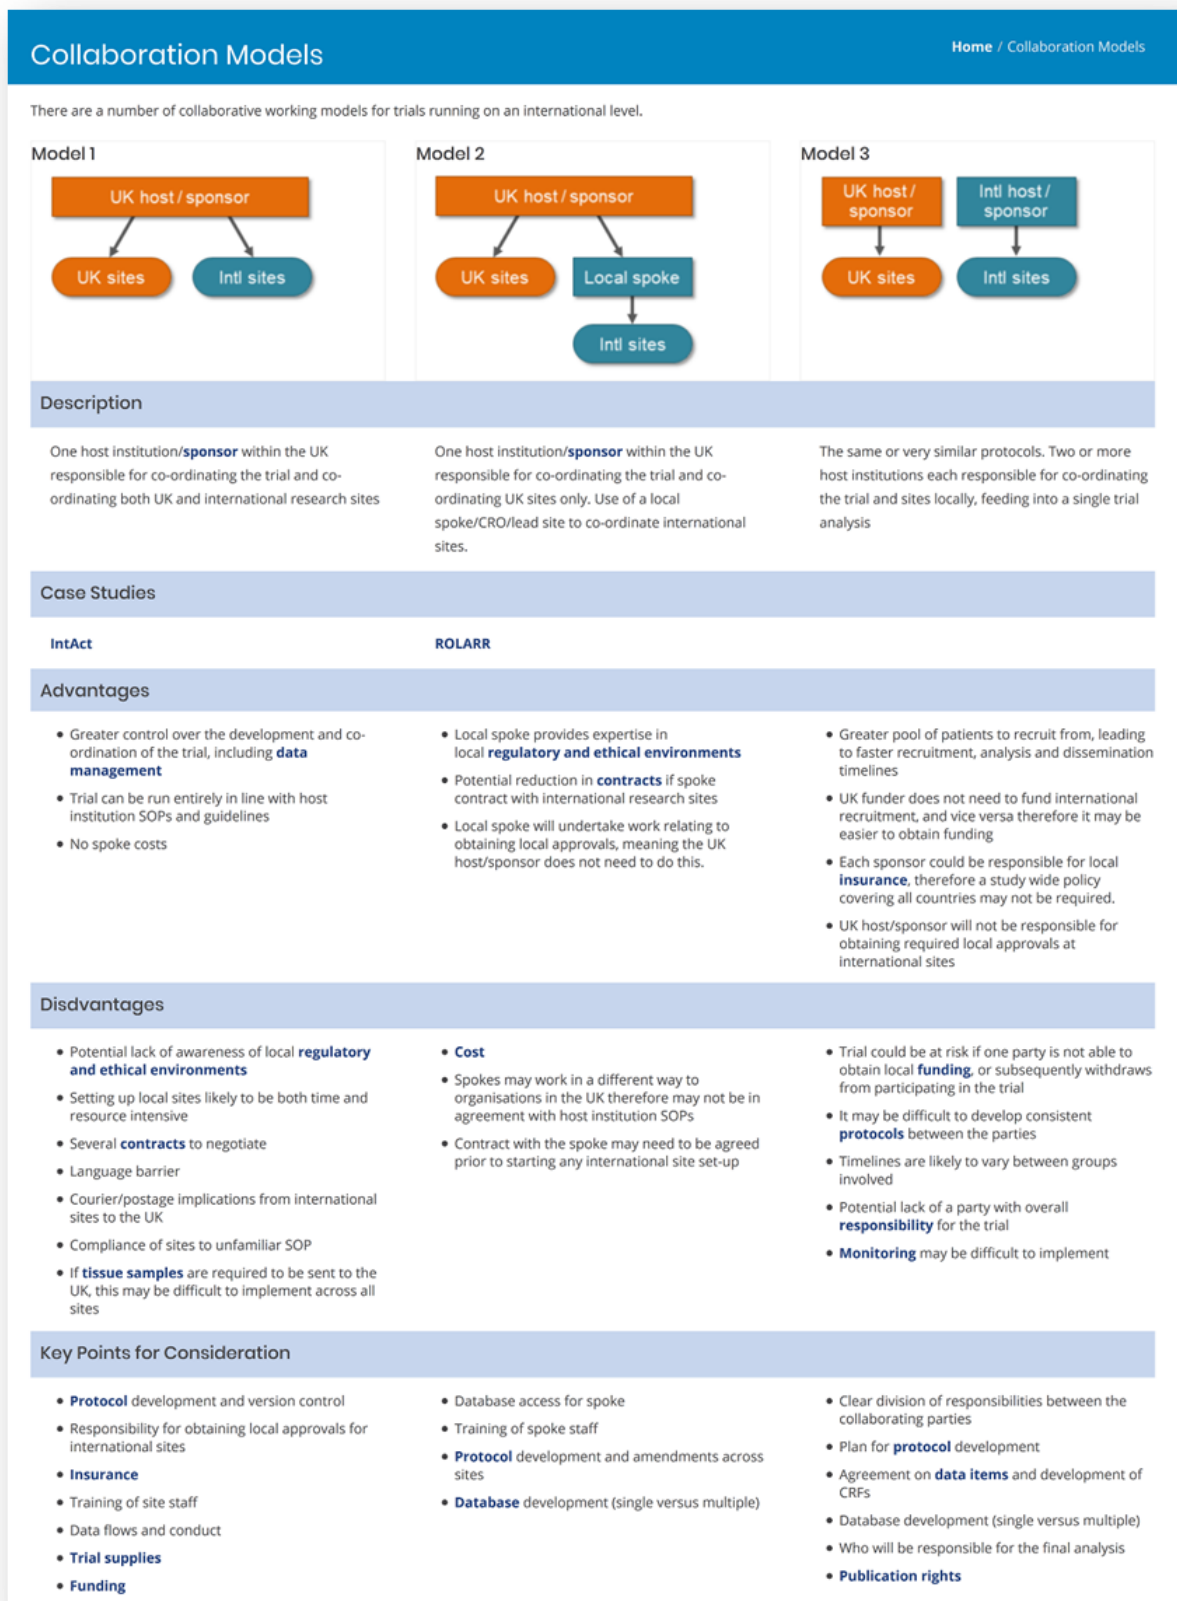 Collaboration Models
Home / Collaboration Models
There are a number of collaborative working models for trials running on an international level.
Model 1
UK host / sponsor
UK sites
Intl sites
Model 2
UK host / sponsor
UK sites
Local spoke
Intl sites
Model 3
UK host /
sponsor
Intl host /
sponsor
UK sites
Intl sites
Description
One host institution/sponsor within the UK
responsible for co-ordinating the trial and co-
ordinating both UK and international research sites
One host institution/sponsor within the UK
responsible for co-ordinating the trial and co-
ordinating UK sites only. Use of a local
spoke/CRO/lead site to co-ordinate international
sites.
The same or very similar protocols. Two or more
host institutions each responsible for co-ordinating
the trial and sites locally, feeding into a single trial
analysis
Case Studies
IntAct
ROLARR
Advantages
• Greater control over the development and co-
ordination of the trial, including data
management
• Trial can be run entirely in line with host
institution SOPs and guidelines
• No spoke costs
• Local spoke provides expertise in
local regulatory and ethical environments
• Potential reduction in contracts if spoke
contract with international research sites
• Local spoke will undertake work relating to
obtaining local approvals, meaning the UK
host/sponsor does not need to do this.
• Greater pool of patients to recruit from, leading
to faster recruitment, analysis and dissemination
timelines
• UK funder does not need to fund international
recruitment, and vice versa therefore it may be
easier to obtain funding
• Each sponsor could be responsible for local
insurance, therefore a study wide policy
covering all countries may not be required.
• UK host/sponsor will not be responsible for
obtaining required local approvals at
international sites
Disdvantages
• Potential lack of awareness of local regulatory
and ethical environments
• Setting up local sites likely to be both time and
resource intensive
• Several contracts to negotiate
• Language barrier
• Courier/postage implications from international
sites to the UK
• Compliance of sites to unfamiliar SOP
• If tissue samples are required to be sent to the
UK, this may be difficult to implement across all
sites
• Cost
• Spokes may work in a different way to
organisations in the UK therefore may not be in
agreement with host institution SOPs
• Contract with the spoke may need to be agreed
prior to starting any international site set-up
• Trial could be at risk if one party is not able to
obtain local funding, or subsequently withdraws
from participating in the trial
• It may be difficult to develop consistent
protocols between the parties
• Timelines are likely to vary between groups
involved
• Potential lack of a party with overall
responsibility for the trial
• Monitoring may be difficult to implement
Key Points for Consideration
• Protocol development and version control
• Responsibility for obtaining local approvals for
international sites
• Insurance
• Training of site staff
• Data flows and conduct
• Trial supplies
• Funding
• Database access for spoke
• Training of spoke staff
• Protocol development and amendments across
sites
• Database development (single versus multiple)
• Clear division of responsibilities between the
collaborating parties
• Plan for protocol development
• Agreement on data items and development of
CRFs
• Database development (single versus multiple)
• Who will be responsible for the final analysis
• Publication rights